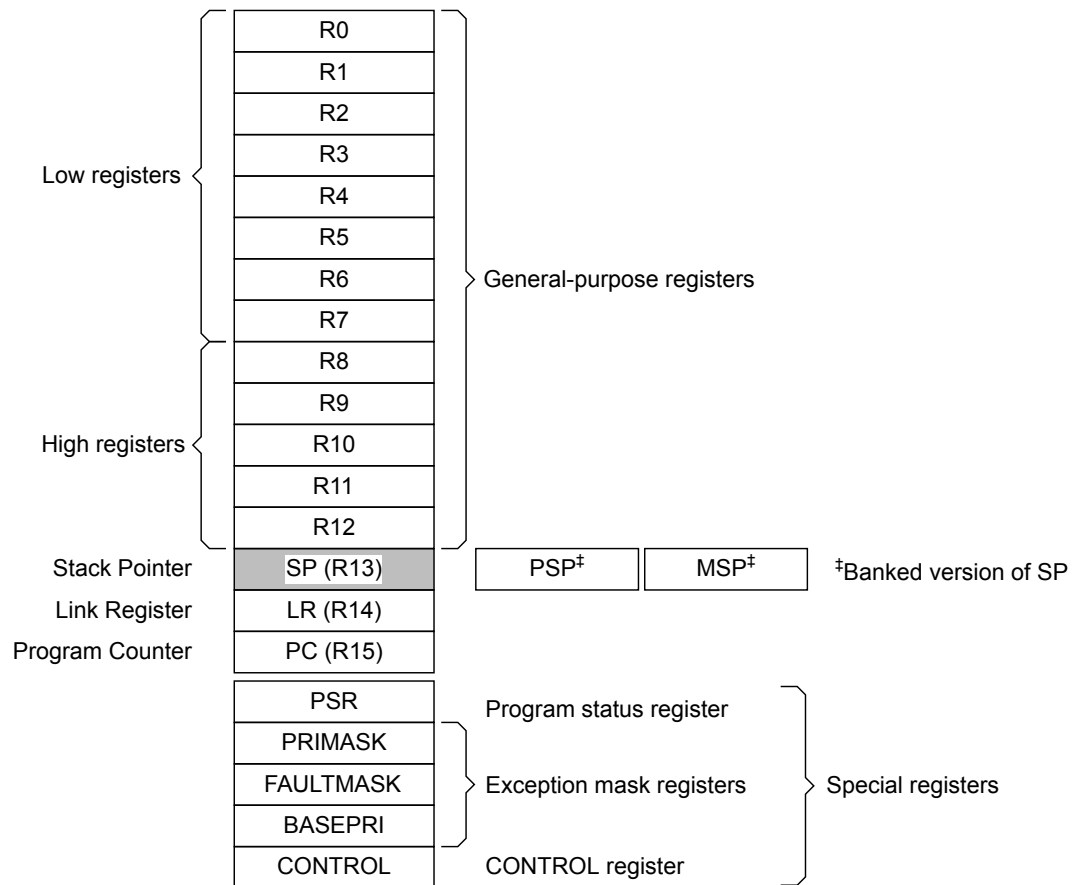 R0
R1
R2
R3
Low registers
R4
R5
R6
General-purpose registers
R7
R8
R9
High registers
R10
R11
R12
Stack Pointer
SP (R13)
PSP‡
MSP‡
‡Banked version of SP
Link Register
LR (R14)
Program Counter
PC (R15)
PSR
Program status register
PRIMASK
FAULTMASK
Exception mask registers
Special registers
BASEPRI
CONTROL
CONTROL register